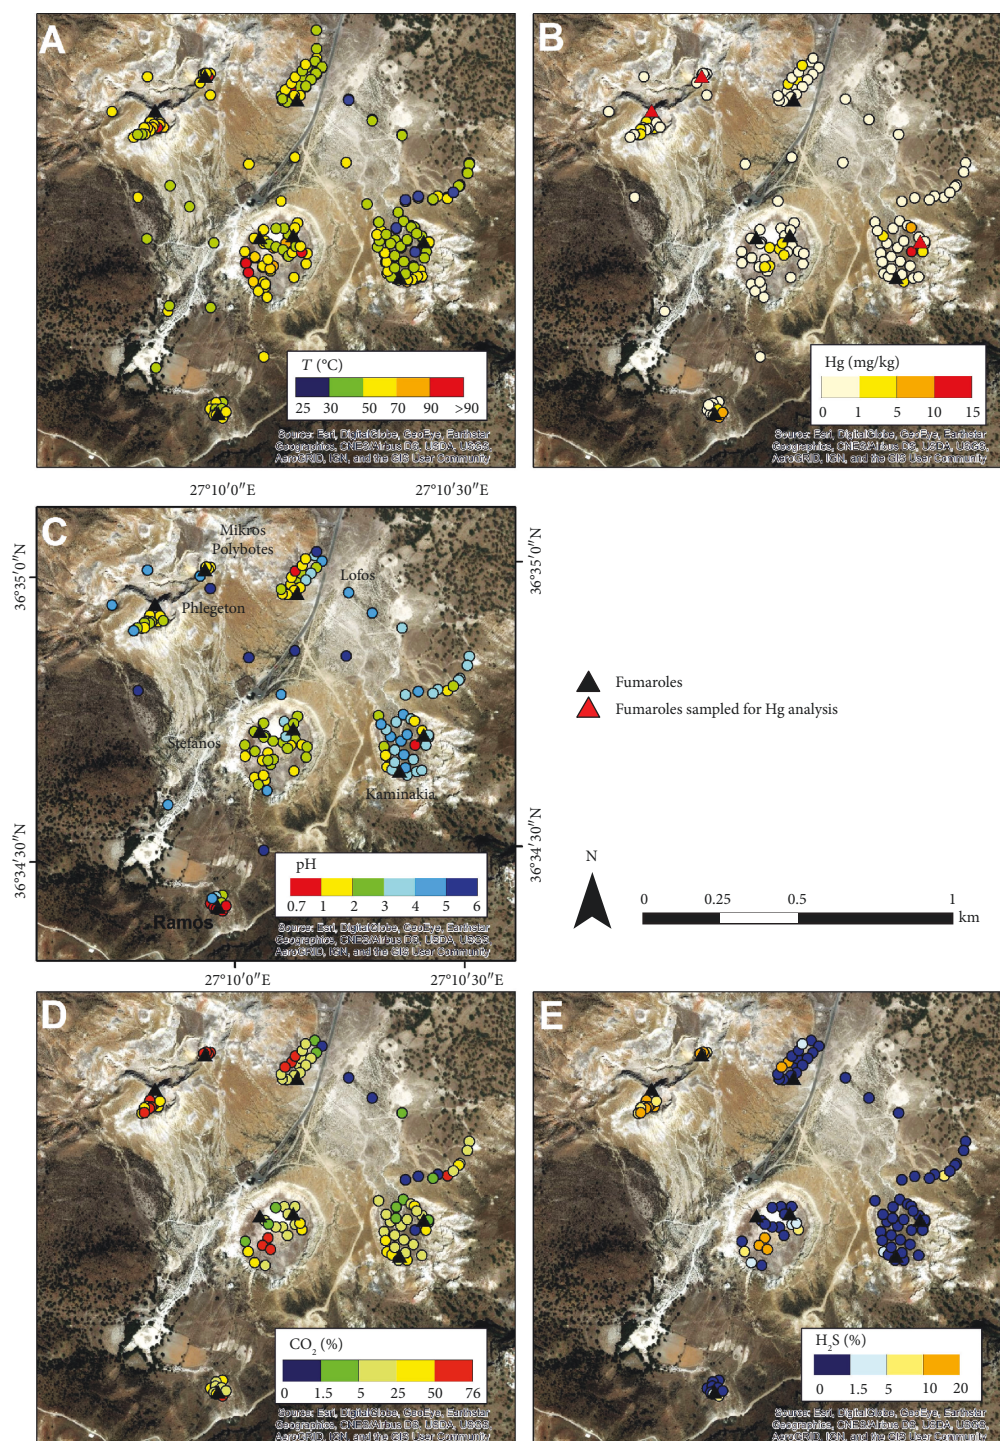 A
T (°C)
25 30 50 70 90 >90
Source: Esri, DigitalGlobe, GeoEye, Earthstar
Geographics, CNES/Airbus DS, USDA, USGS,
AeroGRID, IGN, and the GIS User Community
B
Hg (mg/kg)
0 1 5 10 15
Source: Esri, DigitalGlobe, GeoEye, Earthstar
Geographics, CNES/Airbus DS, USDA, USGS,
AeroGRID, IGN, and the GIS User Community
27°10′0″E 27°10′30″E
C
Mikros
Polybotes
Lofos
Phlegeton
Stefanos
Kaminakia
Ramos
36°35′0″N
36°34′30″N
36°35′0″N
36°34′30″N
pH
0.7 1 2 3 4 5 6
Source: Esri, DigitalGlobe, GeoEye, Earthstar
Geographics, CNES/Airbus DS, USDA, USGS
AeroGRID, IGN, and the GIS User Community
27°10′0″E 27°10′30″E
Fumaroles
Fumaroles sampled for Hg analysis
N
0 0.25 0.5 1
km
D
CO2 (%)
0 1.5 5 25 50 76
Source: Esri, DigitalGlobe, GeoEye, Earthstar
Geographics, CNES/Airbus DS, USDA, USGS
AeroGRID, IGN, and the GIS User Community
E
H2S (%)
0 1.5 5 10 20
Source: Esri, DigitalGlobe, GeoEye, Earthstar
Geographics, CNES/Airbus DS, USDA, USGS,
AeroGRID, IGN, and the GIS User Community